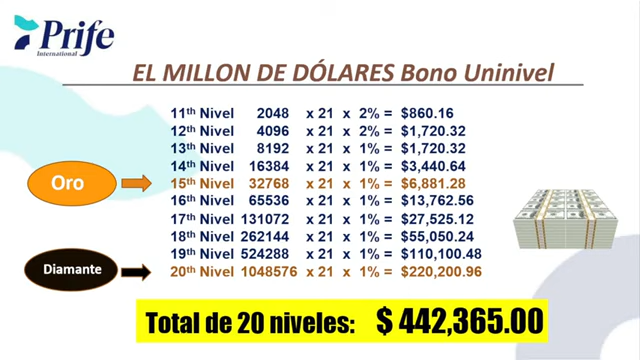 Prife
International
EL MILLON DE DÓLARES Bono Uninivel
11th Nivel 2048 x 21 x 2% = $860.16
12th Nivel 4096 x 21 x 2% = $1,720.32
13th Nivel 8192 x 21 x 1% = $1,720.32
14th Nivel 16384 x 21 x 1% = $3,440.64
Oro
15th Nivel 32768 x 21 x 1% = $6,881.28
16th Nivel 65536 x 21 x 1% = $13,762.56
17th Nivel 131072 x 21 x 1% = $27,525.12
18th Nivel 262144 x 21 x 1% = $55,050.24
19th Nivel 524288 x 21 x 1% = $110,100.48
Diamante
20th Nivel 1048576 x 21 x 1% = $220,200.96
Total de 20 niveles: $ 442,365.00